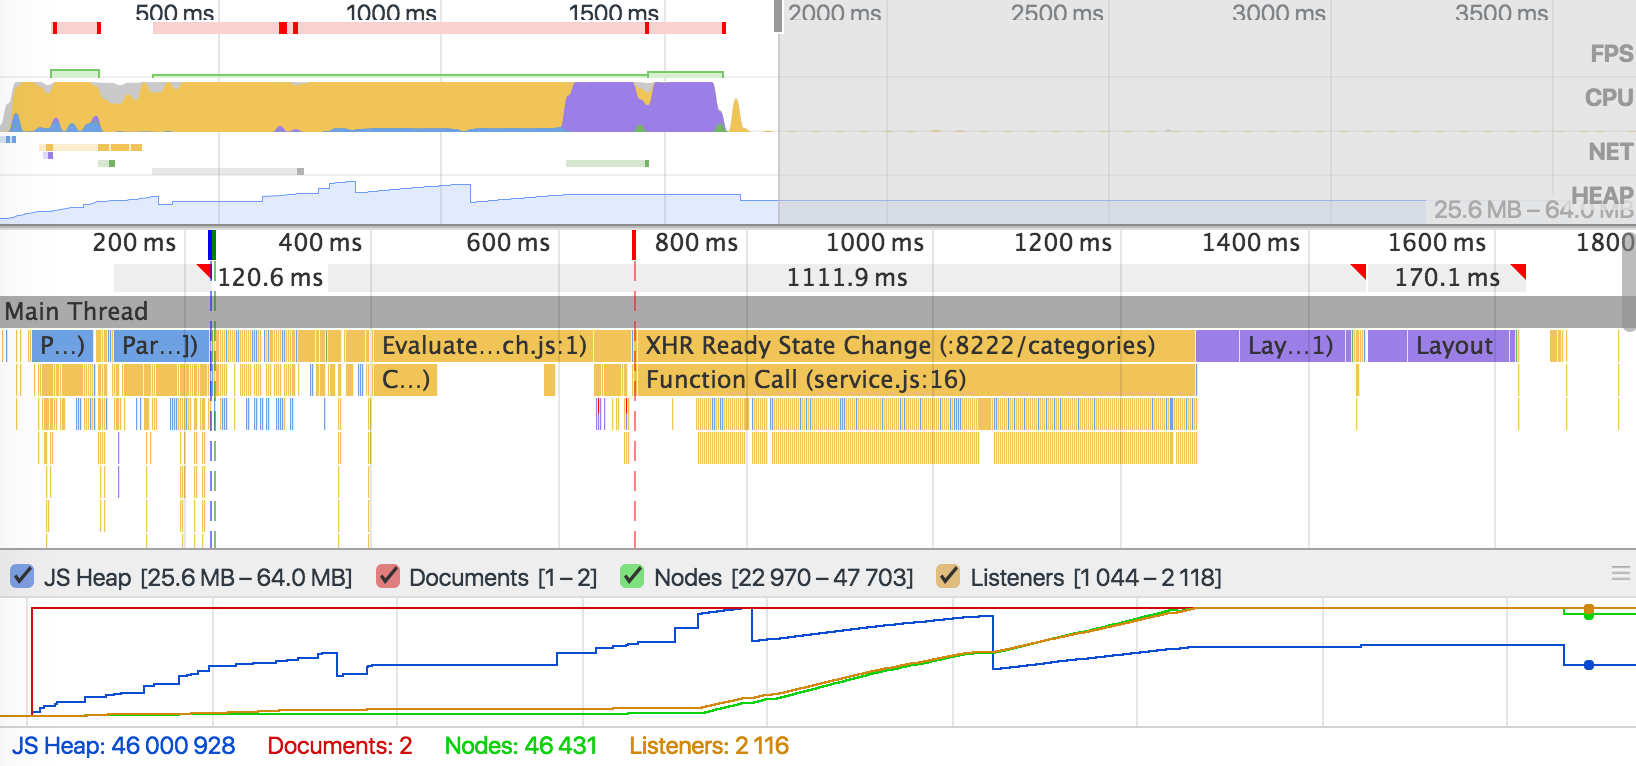 500 ms 1000 ms 1500 ms 2000 ms 2500 ms 3000 ms 3500 ms
FPS
CPU
NET
HEAP
25.6 MB – 64.0 MB
200 ms 400 ms 600 ms 800 ms 1000 ms 1200 ms 1400 ms 1600 ms 1800
120.6 ms 1111.9 ms 170.1 ms
Main Thread
P…) Par…]) Evaluate…ch.js:1) XHR Ready State Change (:8222/categories) Lay…1) Layout
C…) Function Call (service.js:16)
JS Heap [25.6 MB – 64.0 MB] Documents [1 – 2] Nodes [22 970 – 47 703] Listeners [1 044 – 2 118]
JS Heap: 46 000 928 Documents: 2 Nodes: 46 431 Listeners: 2 116